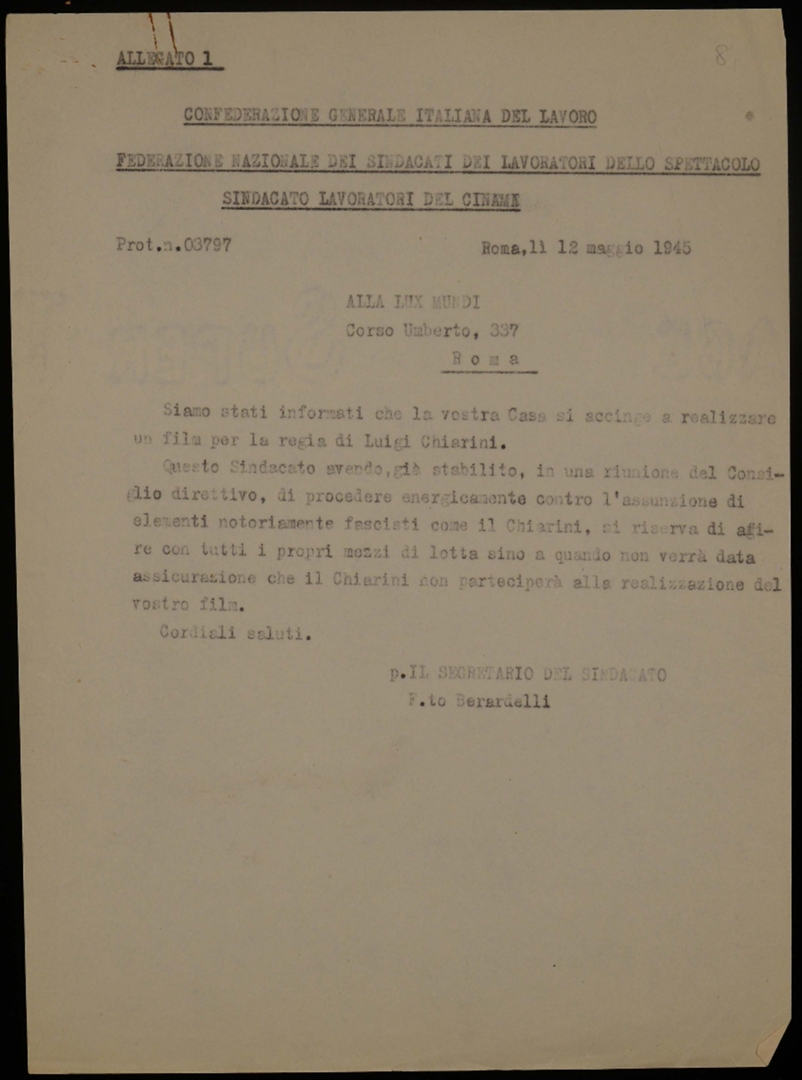 8
ALLEGATO 1
CONFEDERAZIONE GENERALE ITALIANA DEL LAVORO
FEDERAZIONE NAZIONALE DEI SINDACATI DEI LAVORATORI DELLO SPETTACOLO
SINDACATO LAVORATORI DEL CINAMA
Prot.n.03797 Roma,lì 12 maggio 1945
ALLA LUX MUNDI
Corso Umberto, 337
R o m a
Siamo stati informati che la vostra Casa si accinge a realizzare
un film per la regia di Luigi Chiarini.
Questo Sindacato avendo,già stabilito, in una riunione del Consi-
glio direttivo, di procedere energicamente contro l'assunzione di
elementi notoriamente fascisti come il Chiarini, si riserva di agi-
re con tutti i propri mezzi di lotta sino a quando non verrà data
assicurazione che il Chiarini non parteciperà alla realizzazione del
vostro film.
Cordiali saluti.
p.IL SEGRETARIO DEL SINDACATO
F.to Berardelli